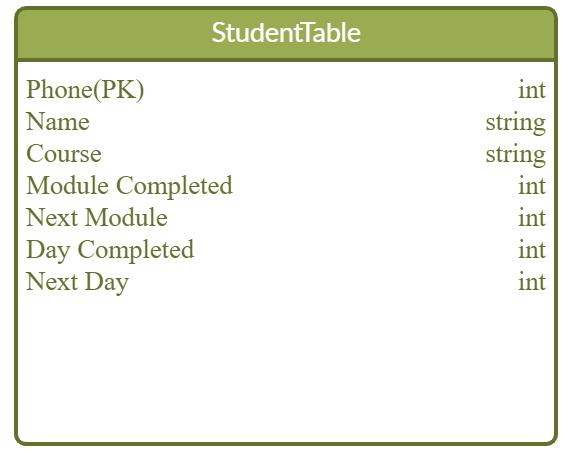 StudentTable
Phone(PK) int
Name string
Course string
Module Completed int
Next Module int
Day Completed int
Next Day int